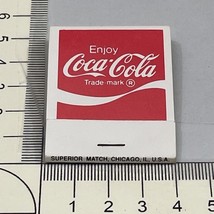 Enjoy
Coca-Cola
Trade-mark ®
SUPERIOR MATCH, CHICAGO, IL U.S.A.
1 2 3 4 5